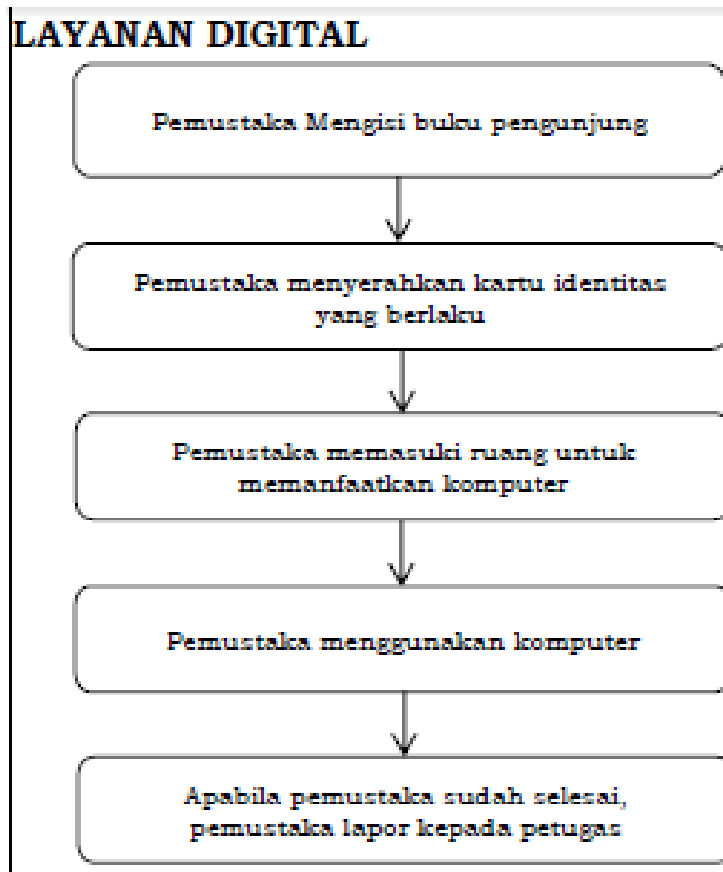 LAYANAN DIGITAL
Pemustaka Mengisi buku pengunjung
Pemustaka menyerahkan kartu identitas
yang berlaku
Pemustaka memasuki ruang untuk
memanfaatkan komputer
Pemustaka menggunakan komputer
Apabila pemustaka sudah selesai,
pemustaka lapor kepada petugas